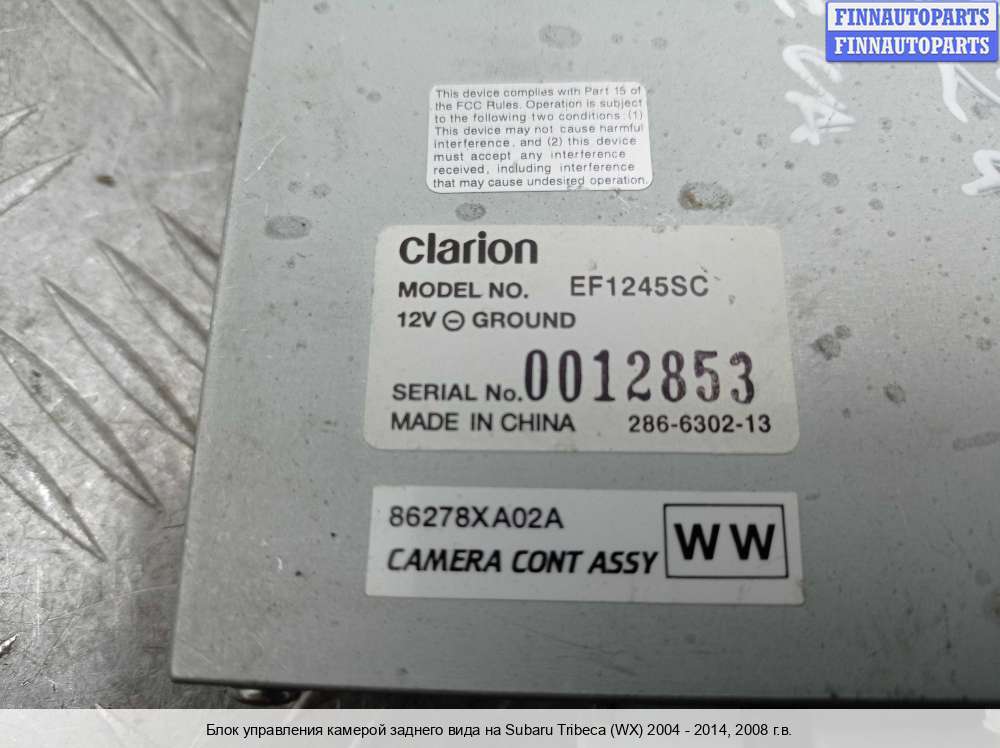 FINNAUTOPARTS
FINNAUTOPARTS
This device complies with Part 15 of
the FCC Rules. Operation is subject
to the following two conditions: (1)
This device may not cause harmful
interference, and (2) this device
must accept any interference
received, including interference
that may cause undesired operation.
clarion
MODEL NO. EF1245SC
12V ⊖ GROUND
SERIAL No. 0012853
MADE IN CHINA 286-6302-13
86278XA02A
CAMERA CONT ASSY WW
Блок управления камерой заднего вида на Subaru Tribeca (WX) 2004 - 2014, 2008 г.в.